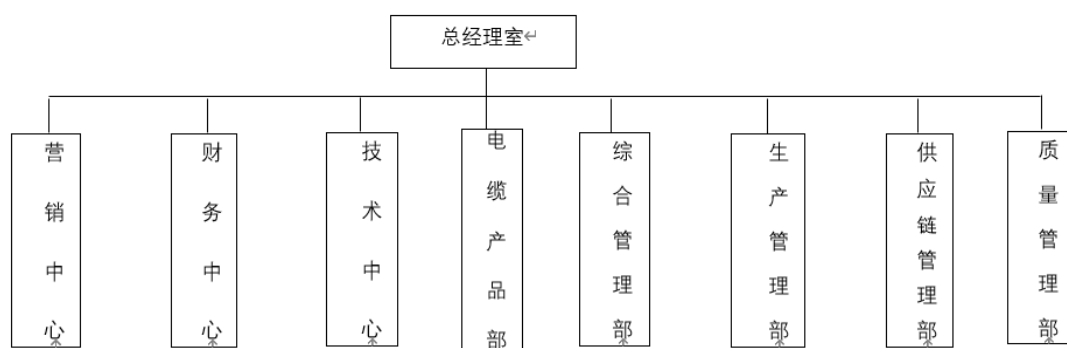 总经理室
营销中心
财务中心
技术中心
电缆产品部
综合管理部
生产管理部
供应链管理部
质量管理部